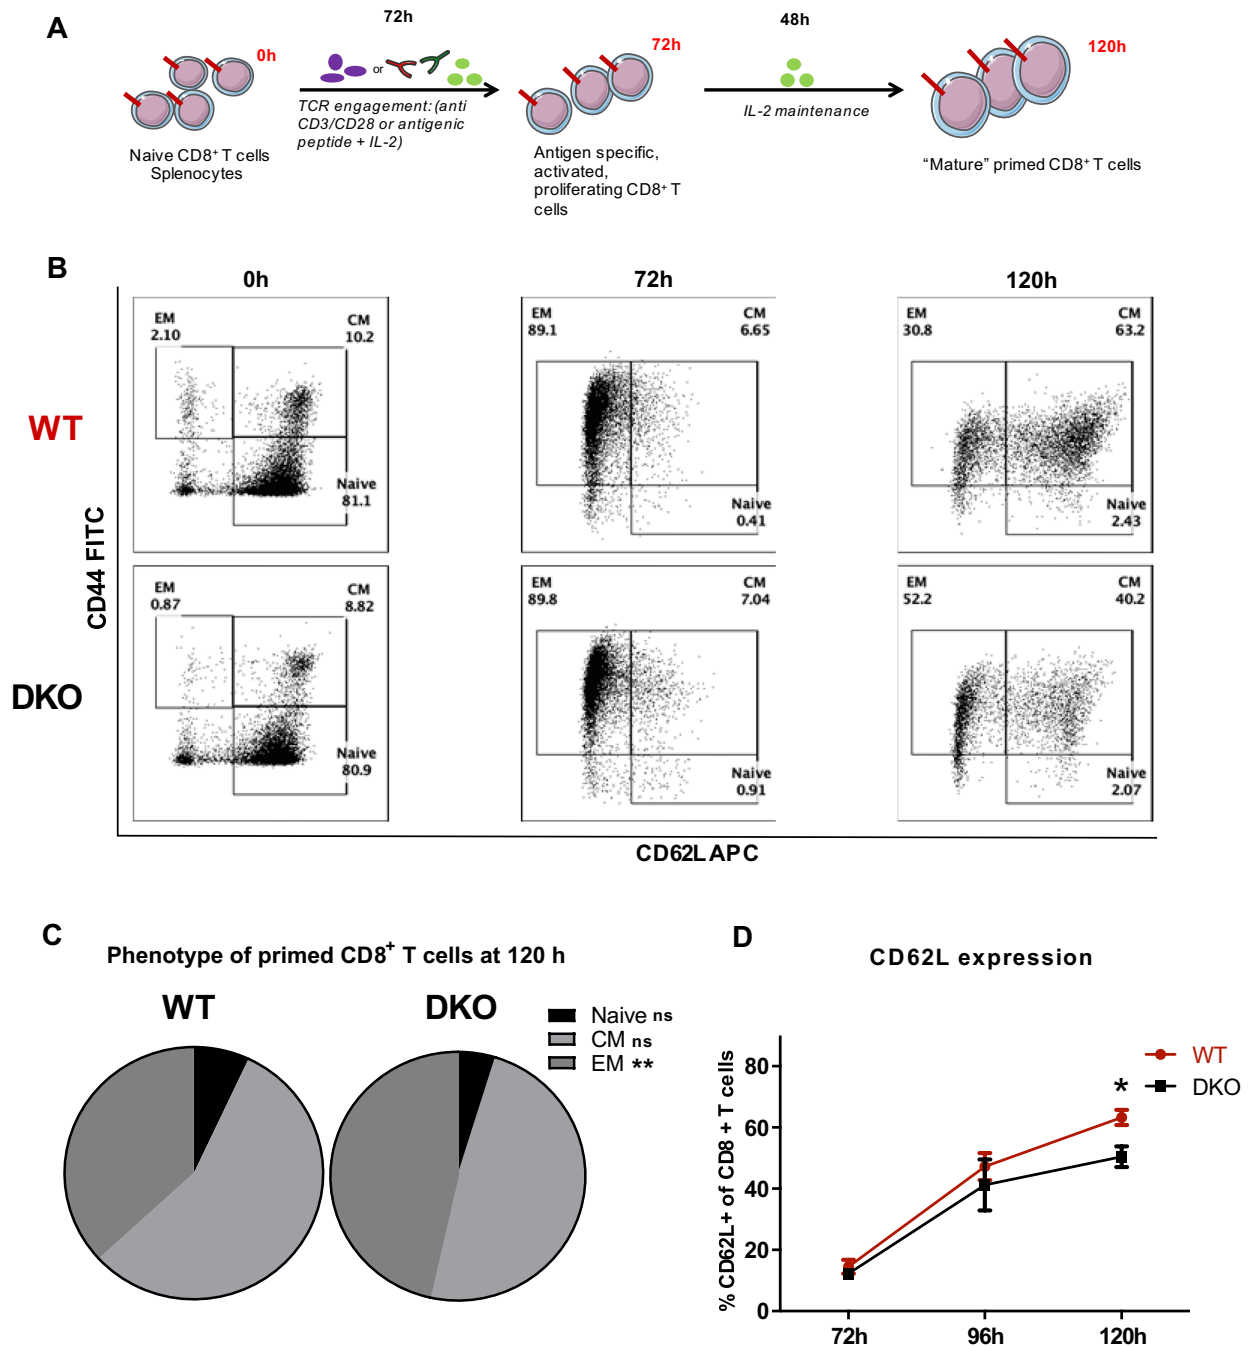 A
72h
48h
0h
72h
120h
or
TCR engagement: (anti
CD3/CD28 or antigenic
peptide + IL-2)
IL-2 maintenance
Naive CD8⁺ T cells
Splenocytes
Antigen specific,
activated,
proliferating CD8⁺ T
cells
“Mature” primed CD8⁺ T cells
B
0h
72h
120h
WT
EM
2.10
CM
10.2
Naive
81.1
EM
89.1
CM
6.65
Naive
0.41
EM
30.8
CM
63.2
Naive
2.43
DKO
EM
0.87
CM
8.82
Naive
80.9
EM
89.8
CM
7.04
Naive
0.91
EM
52.2
CM
40.2
Naive
2.07
CD44 FITC
CD62L APC
C
Phenotype of primed CD8⁺ T cells at 120 h
WT
DKO
Naive ns
CM ns
EM **
D
CD62L expression
% CD62L+ of CD8 + T cells
80
60
40
20
0
72h
96h
120h
*
WT
DKO